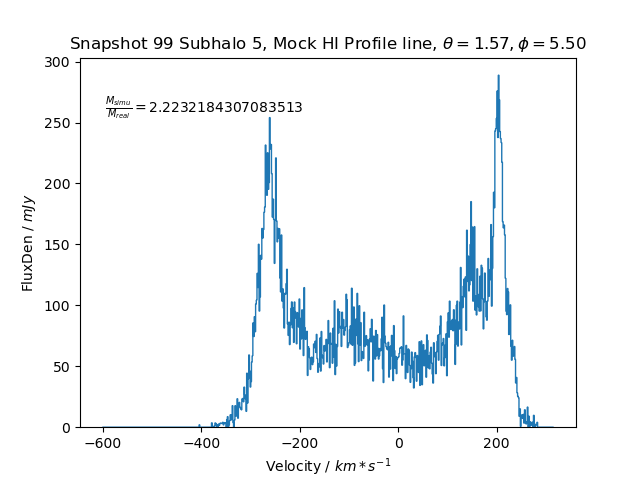 Snapshot 99 Subhalo 5, Mock HI Profile line, θ = 1.57, ϕ = 5.50
300
M_simu/M_real = 2.2232184307083513
250
200
FluxDen / mJy
150
100
50
0
−600 −400 −200 0 200
Velocity / km * s⁻¹